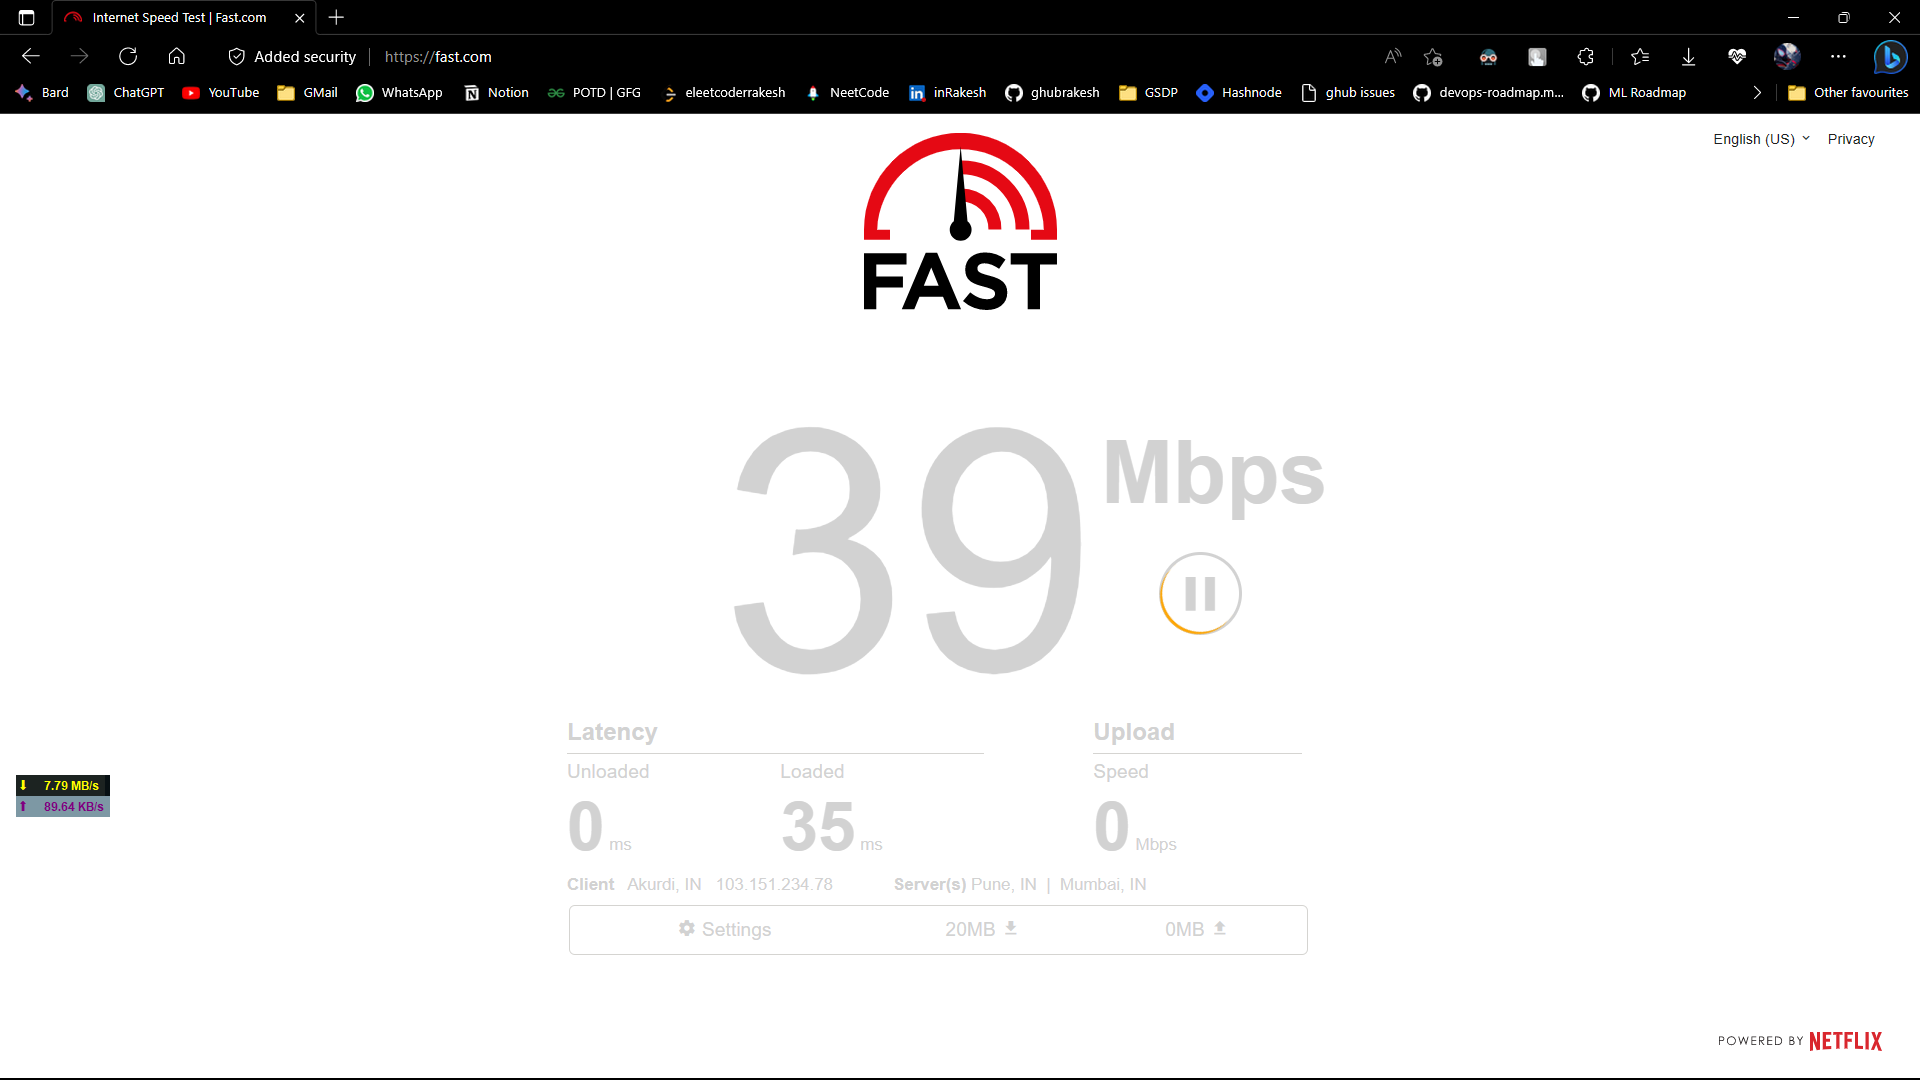 Internet Speed Test | Fast.com
Added security https://fast.com
Bard ChatGPT YouTube GMail WhatsApp Notion POTD | GFG eleetcoderrakesh NeetCode inRakesh ghubrakesh GSDP Hashnode ghub issues devops-roadmap.m... ML Roadmap Other favourites
English (US) Privacy
FAST
39 Mbps
Latency Upload
Unloaded Loaded Speed
7.79 MB/s
89.64 KB/s
0 ms 35 ms 0 Mbps
Client Akurdi, IN 103.151.234.78 Server(s) Pune, IN | Mumbai, IN
Settings 20MB 0MB
POWERED BY NETFLIX